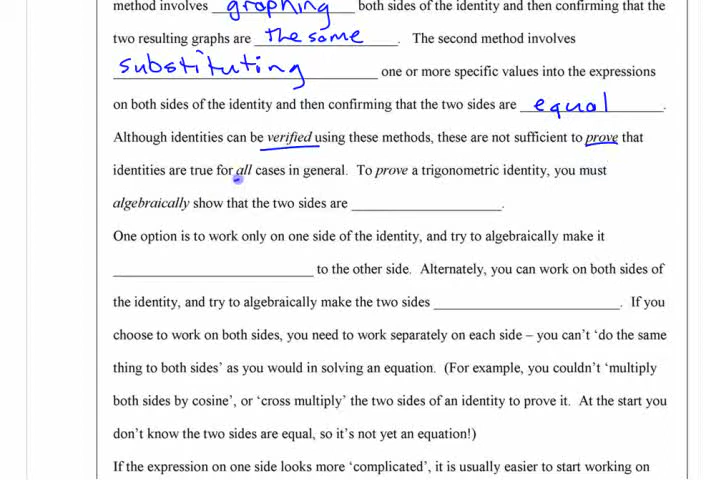 method involves graphing both sides of the identity and then confirming that the
two resulting graphs are the same. The second method involves
substituting one or more specific values into the expressions
on both sides of the identity and then confirming that the two sides are equal.
Although identities can be verified using these methods, these are not sufficient to prove that
identities are true for all cases in general. To prove a trigonometric identity, you must
algebraically show that the two sides are ____________________.
One option is to work only on one side of the identity, and try to algebraically make it
____________________ to the other side. Alternately, you can work on both sides of
the identity, and try to algebraically make the two sides ____________________. If you
choose to work on both sides, you need to work separately on each side – you can't 'do the same
thing to both sides' as you would in solving an equation. (For example, you couldn't 'multiply
both sides by cosine', or 'cross multiply' the two sides of an identity to prove it. At the start you
don't know the two sides are equal, so it's not yet an equation!)
If the expression on one side looks more 'complicated', it is usually easier to start working on